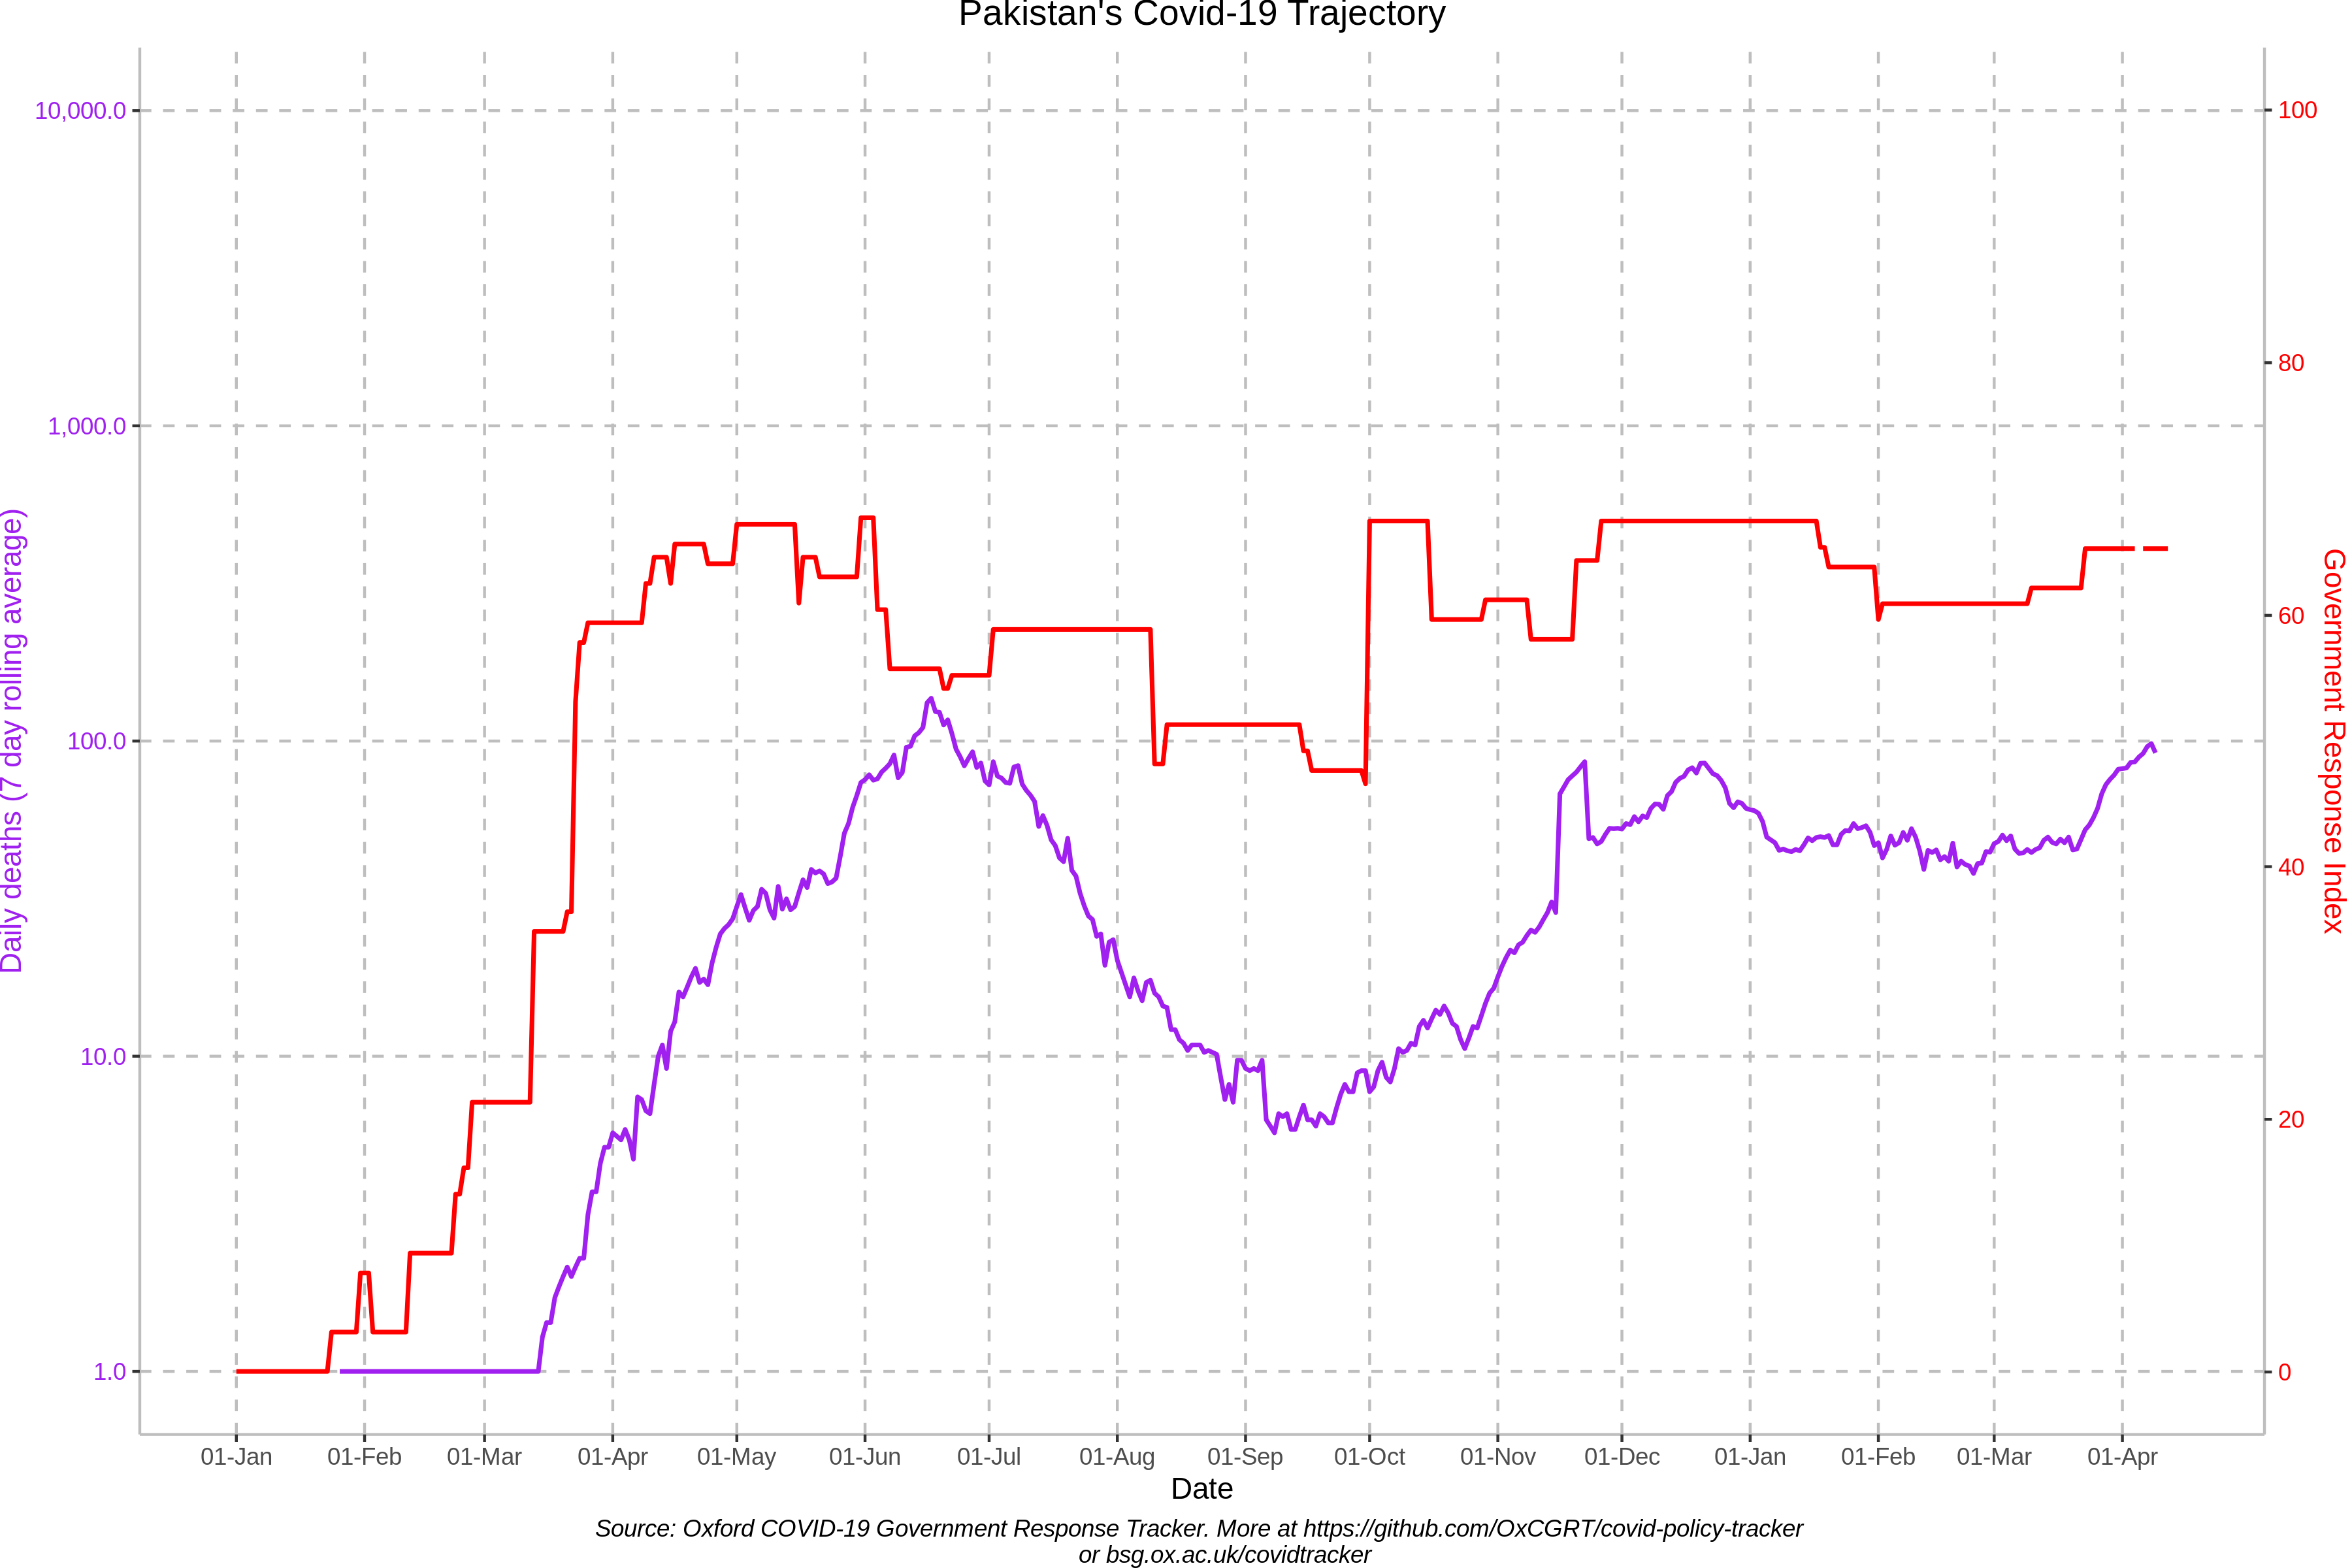 Pakistan's Covid-19 Trajectory
10,000.0
1,000.0
100.0
10.0
1.0
Daily deaths (7 day rolling average)
100
80
60
40
20
0
Government Response Index
01-Jan 01-Feb 01-Mar 01-Apr 01-May 01-Jun 01-Jul 01-Aug 01-Sep 01-Oct 01-Nov 01-Dec 01-Jan 01-Feb 01-Mar 01-Apr
Date
Source: Oxford COVID-19 Government Response Tracker. More at https://github.com/OxCGRT/covid-policy-tracker
or bsg.ox.ac.uk/covidtracker